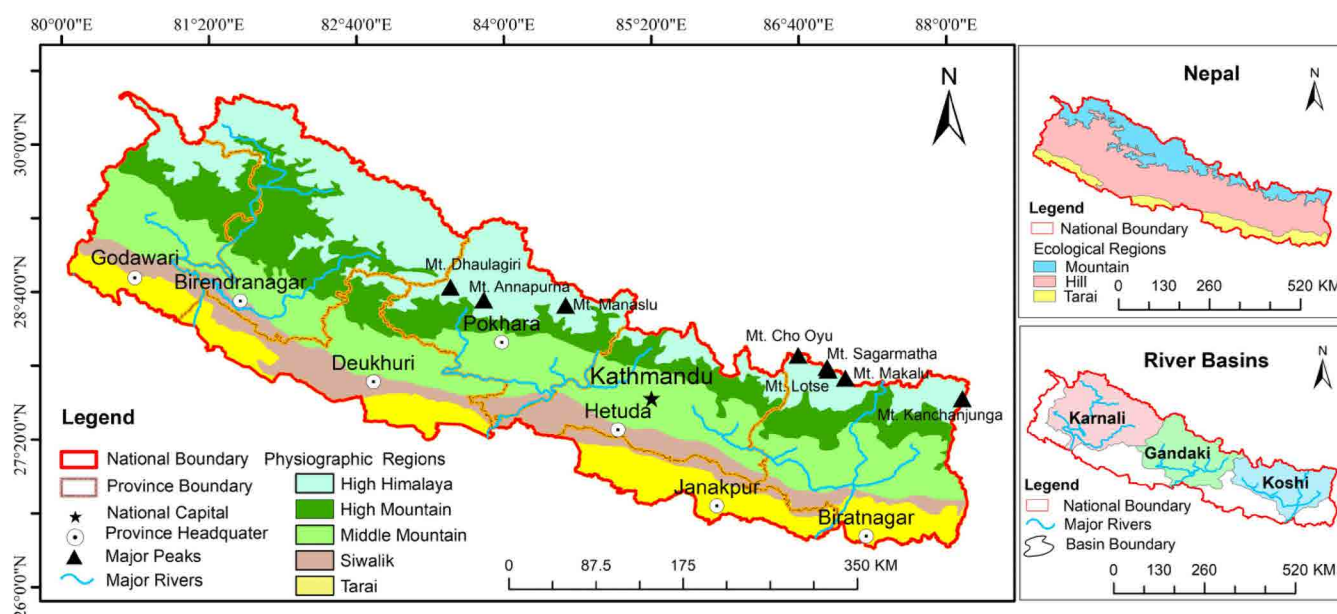 80°0'0"E 81°20'0"E 82°40'0"E 84°0'0"E 85°20'0"E 86°40'0"E 88°0'0"E
30°0'0"N
28°40'0"N
27°20'0"N
26°0'0"N
N
Godawari
Birendranagar
Mt. Dhaulagiri
Mt. Annapurna
Mt. Manaslu
Pokhara
Deukhuri
Kathmandu
Hetuda
Mt. Cho Oyu
Mt. Sagarmatha
Mt. Lotse
Mt. Makalu
Mt. Kanchanjunga
Janakpur
Biratnagar
Legend
National Boundary
Province Boundary
National Capital
Province Headquater
Major Peaks
Major Rivers
Physiographic Regions
High Himalaya
High Mountain
Middle Mountain
Siwalik
Tarai
0 87.5 175 350 KM
Nepal
N
Legend
National Boundary
Ecological Regions
Mountain
Hill
Tarai
0 130 260 520 KM
River Basins
N
Karnali
Gandaki
Koshi
Legend
National Boundary
Major Rivers
Basin Boundary
0 130 260 520 KM